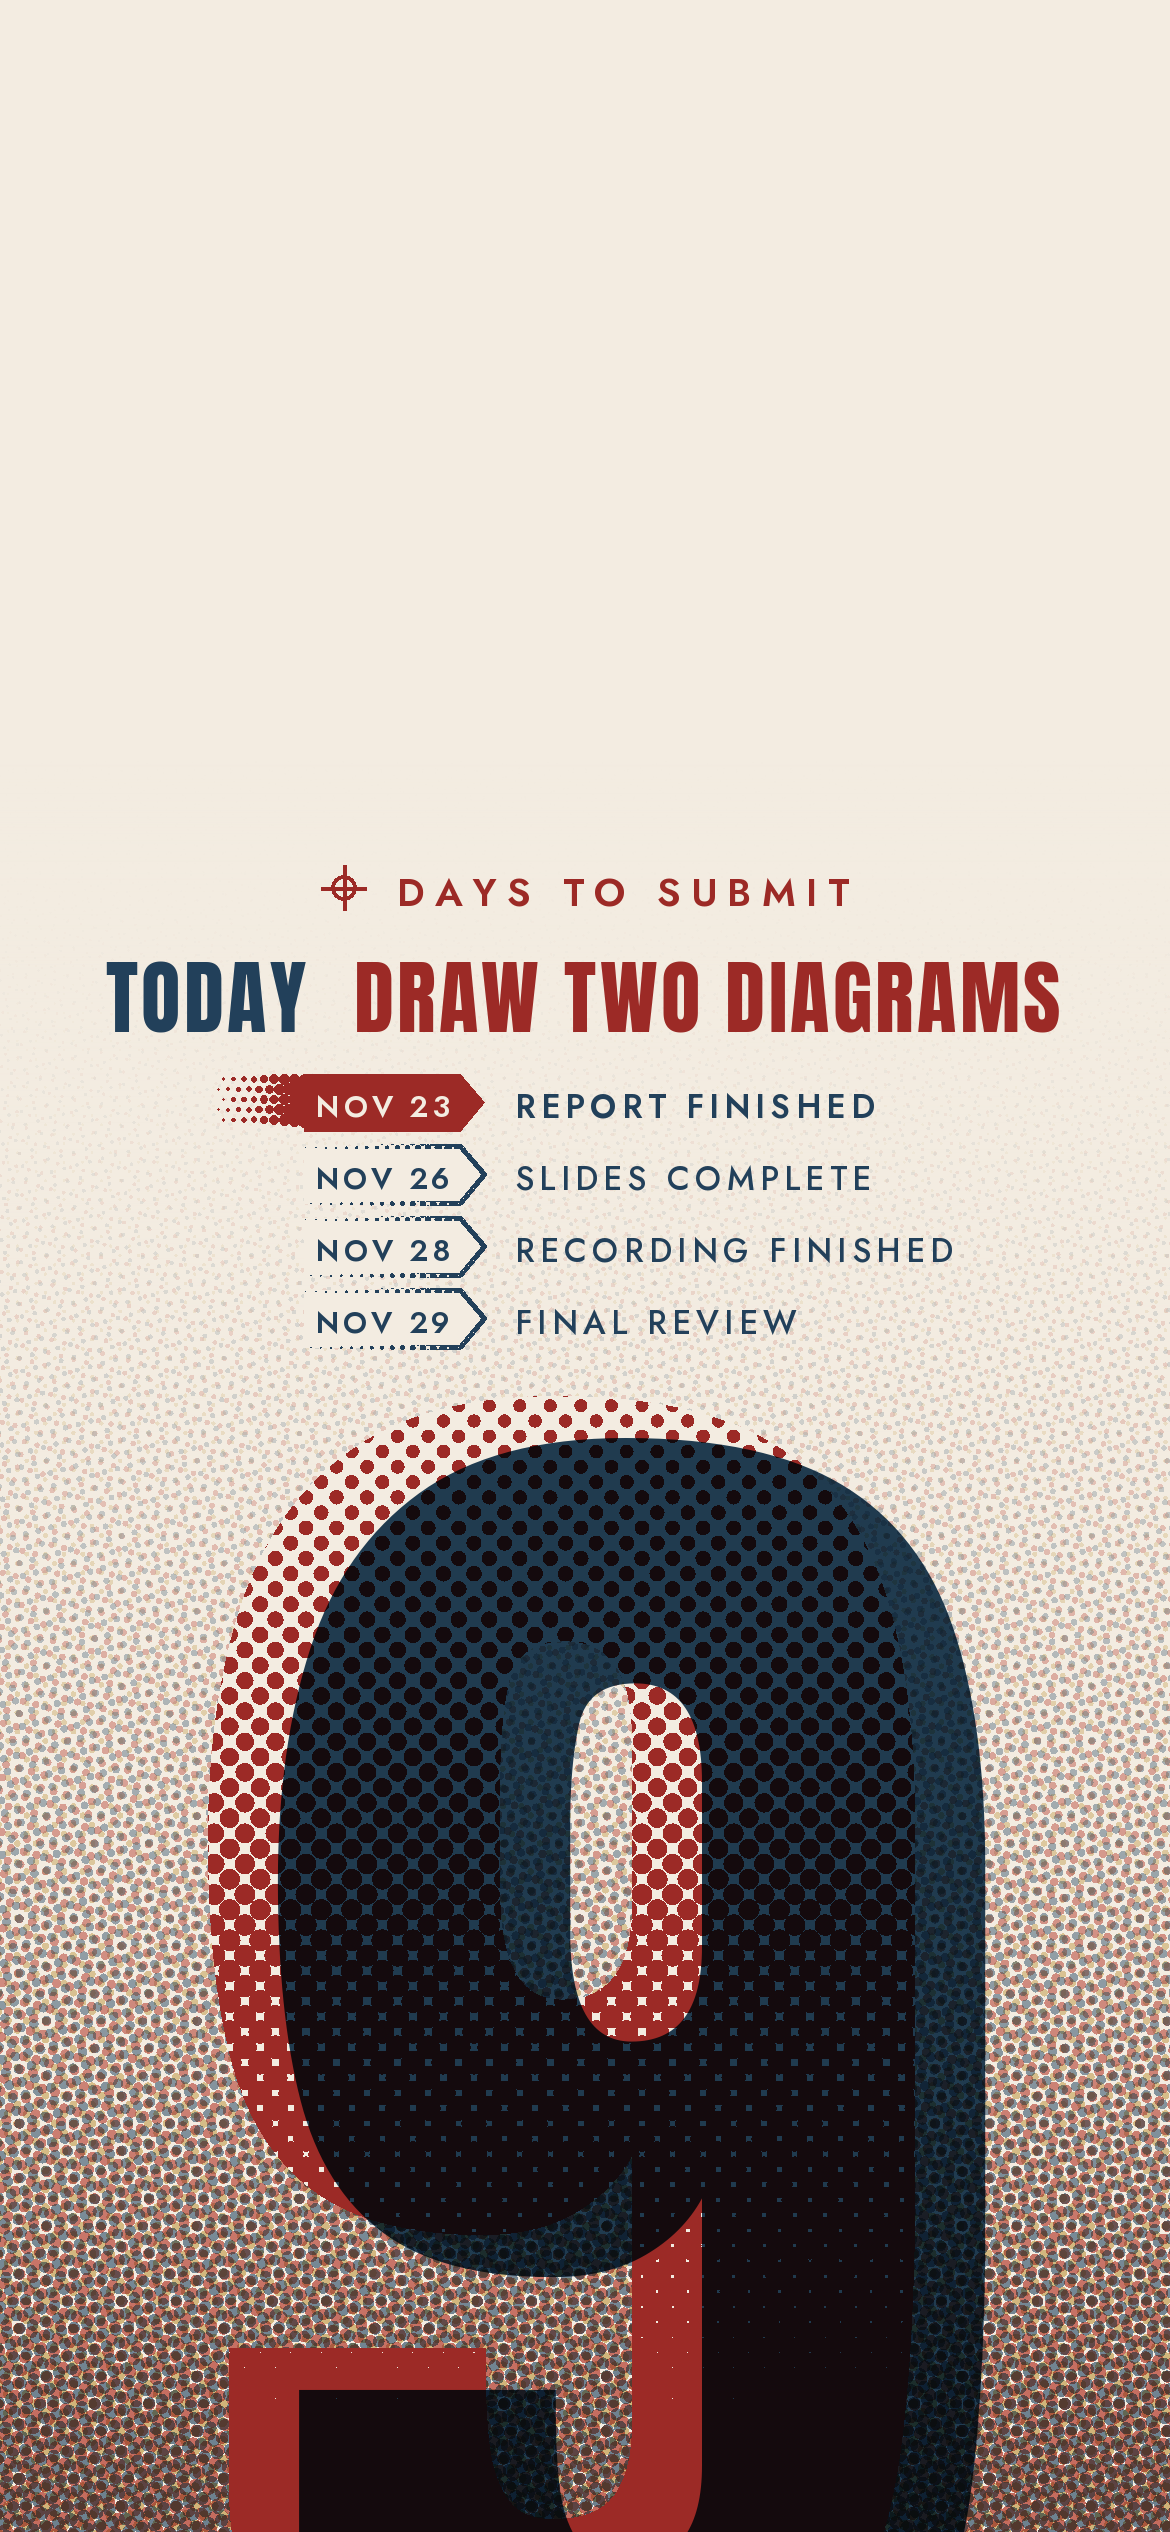 DAYS TO SUBMIT
TODAY DRAW TWO DIAGRAMS
NOV 23 REPORT FINISHED
NOV 26 SLIDES COMPLETE
NOV 28 RECORDING FINISHED
NOV 29 FINAL REVIEW
9